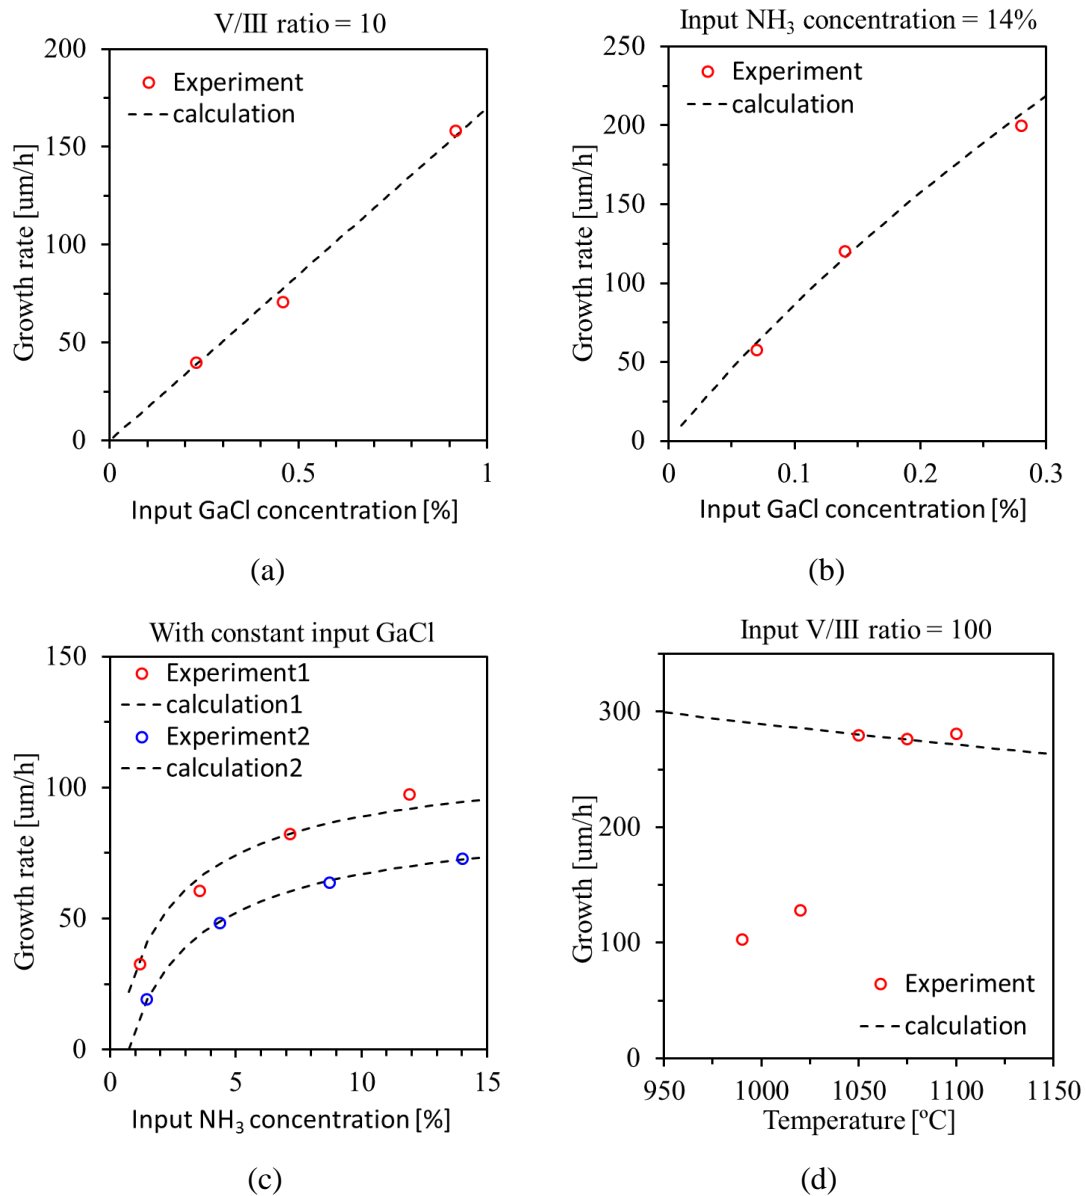 V/III ratio = 10
200
150
100
50
0
Growth rate [um/h]
Experiment
calculation
0
0.5
1
Input GaCl concentration [%]
(a)
Input NH₃ concentration = 14%
250
200
150
100
50
0
Growth rate [um/h]
Experiment
calculation
0
0.1
0.2
0.3
Input GaCl concentration [%]
(b)
With constant input GaCl
150
100
50
0
Growth rate [um/h]
Experiment1
calculation1
Experiment2
calculation2
0
5
10
15
Input NH₃ concentration [%]
(c)
Input V/III ratio = 100
300
200
100
0
Growth [um/h]
Experiment
calculation
950
1000
1050
1100
1150
Temperature [ºC]
(d)